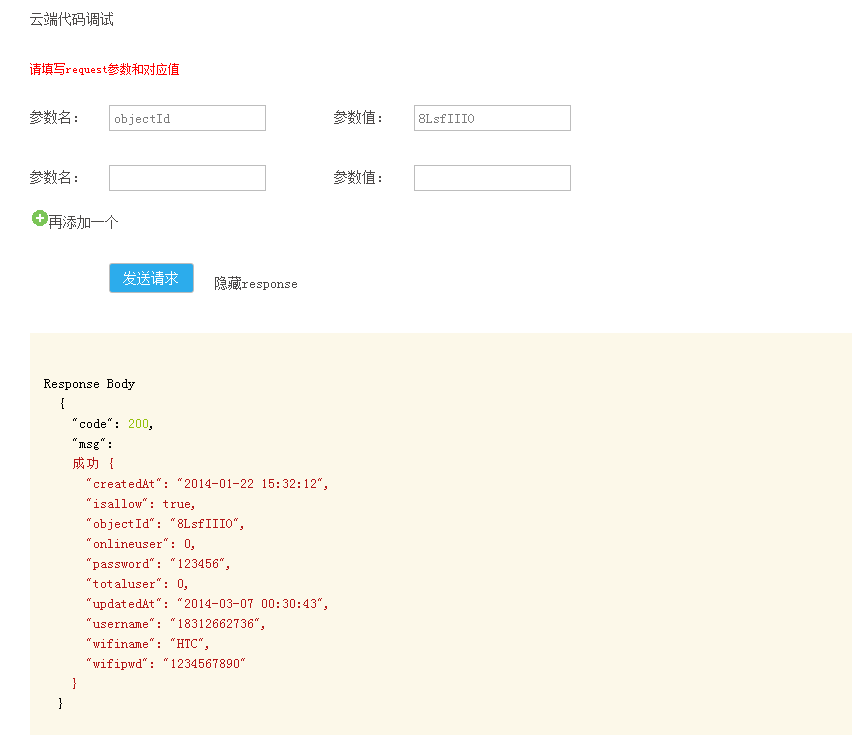 云端代码调试
请填写request参数和对应值
参数名： objectId 参数值： 8LsfIIIO
参数名： 参数值：
再添加一个
发送请求 隐藏response
Response Body
{
"code": 200,
"msg":
成功 {
"createdAt": "2014-01-22 15:32:12",
"isallow": true,
"objectId": "8LsfIIIO",
"onlineuser": 0,
"password": "123456",
"totaluser": 0,
"updatedAt": "2014-03-07 00:30:43",
"username": "18312662736",
"wifiname": "HTC",
"wifipwd": "1234567890"
}
}